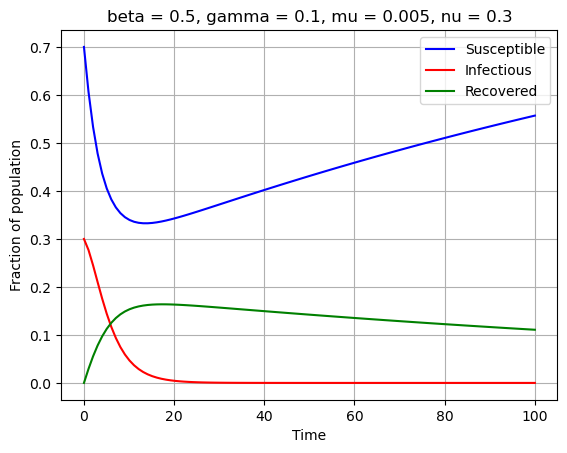 beta = 0.5, gamma = 0.1, mu = 0.005, nu = 0.3
Susceptible
Infectious
Recovered
Fraction of population
0.7
0.6
0.5
0.4
0.3
0.2
0.1
0.0
0 20 40 60 80 100
Time